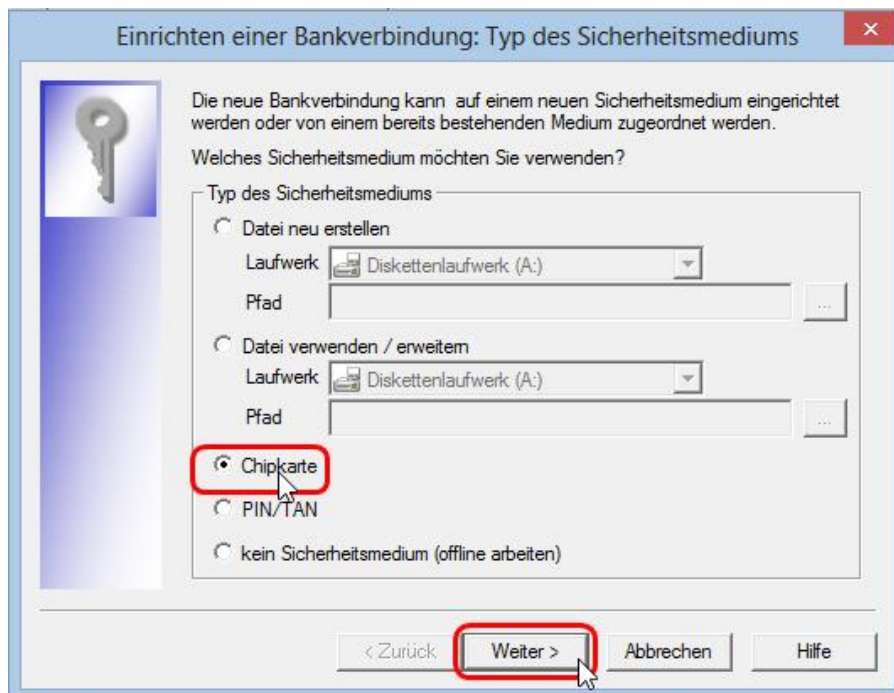 Einrichten einer Bankverbindung: Typ des Sicherheitsmediums
Die neue Bankverbindung kann auf einem neuen Sicherheitsmedium eingerichtet
werden oder von einem bereits bestehenden Medium zugeordnet werden.
Welches Sicherheitsmedium möchten Sie verwenden?
Typ des Sicherheitsmediums
Datei neu erstellen
Laufwerk Diskettenlaufwerk (A:)
Pfad ...
Datei verwenden / erweitern
Laufwerk Diskettenlaufwerk (A:)
Pfad ...
Chipkarte
PIN/TAN
kein Sicherheitsmedium (offline arbeiten)
< Zurück Weiter > Abbrechen Hilfe